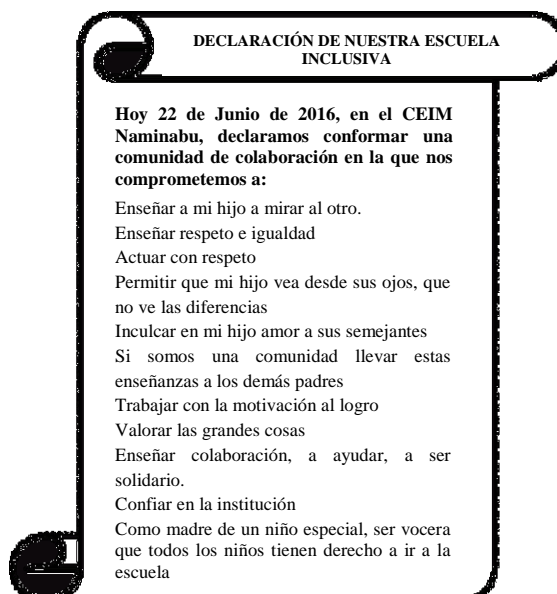 DECLARACIÓN DE NUESTRA ESCUELA
INCLUSIVA
Hoy 22 de Junio de 2016, en el CEIM
Naminabu, declaramos conformar una
comunidad de colaboración en la que nos
comprometemos a:
Enseñar a mi hijo a mirar al otro.
Enseñar respeto e igualdad
Actuar con respeto
Permitir que mi hijo vea desde sus ojos, que
no ve las diferencias
Inculcar en mi hijo amor a sus semejantes
Si somos una comunidad llevar estas
enseñanzas a los demás padres
Trabajar con la motivación al logro
Valorar las grandes cosas
Enseñar colaboración, a ayudar, a ser
solidario.
Confiar en la institución
Como madre de un niño especial, ser vocera
que todos los niños tienen derecho a ir a la
escuela